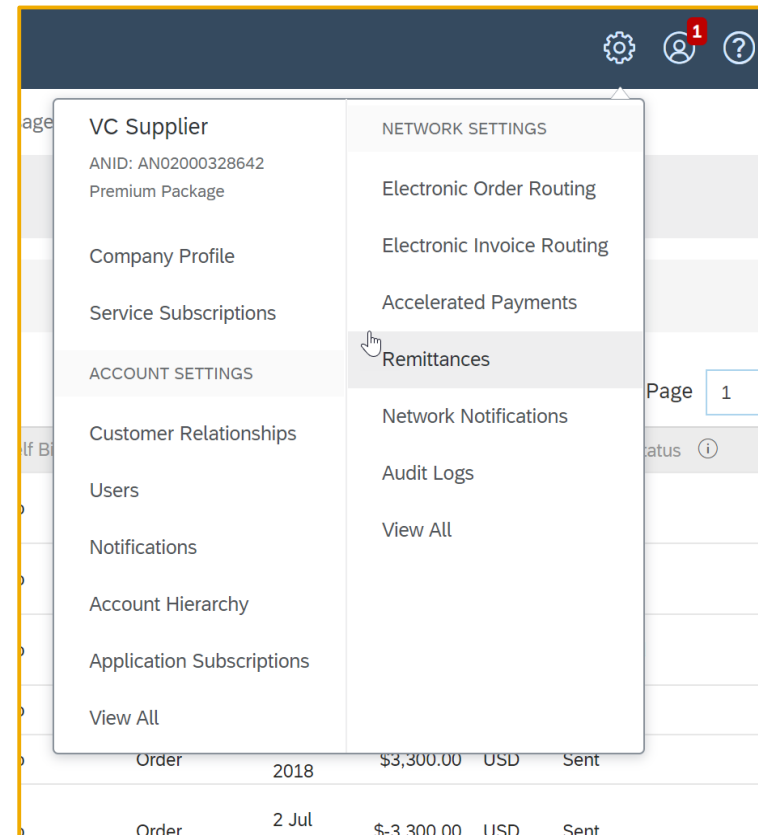 1
age
VC Supplier
ANID: AN02000328642
Premium Package
Company Profile
Service Subscriptions
ACCOUNT SETTINGS
Customer Relationships
Users
Notifications
Account Hierarchy
Application Subscriptions
View All
NETWORK SETTINGS
Electronic Order Routing
Electronic Invoice Routing
Accelerated Payments
Remittances
Network Notifications
Audit Logs
View All
Page 1
lf Bi
atus
Order 2018 $3,300.00 USD Sent
2 Jul
Order $-3,300.00 USD Sent